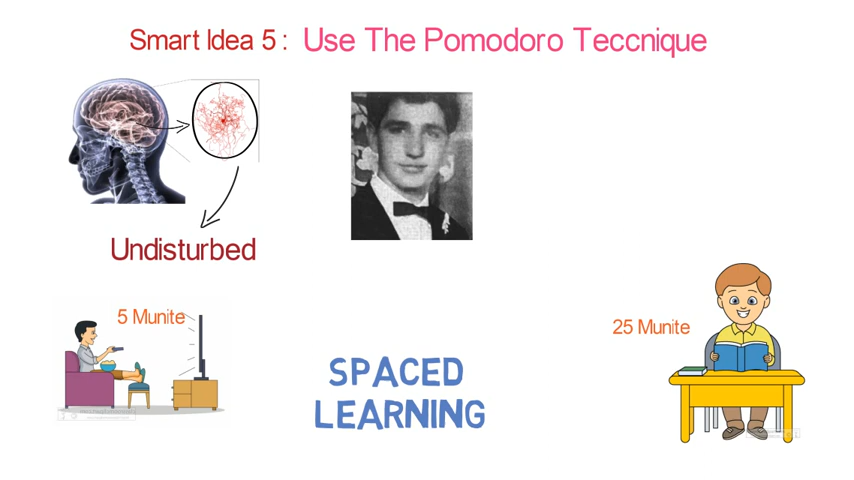 Smart Idea 5 : Use The Pomodoro Teccnique
Undisturbed
5 Munite
25 Munite
SPACED
LEARNING